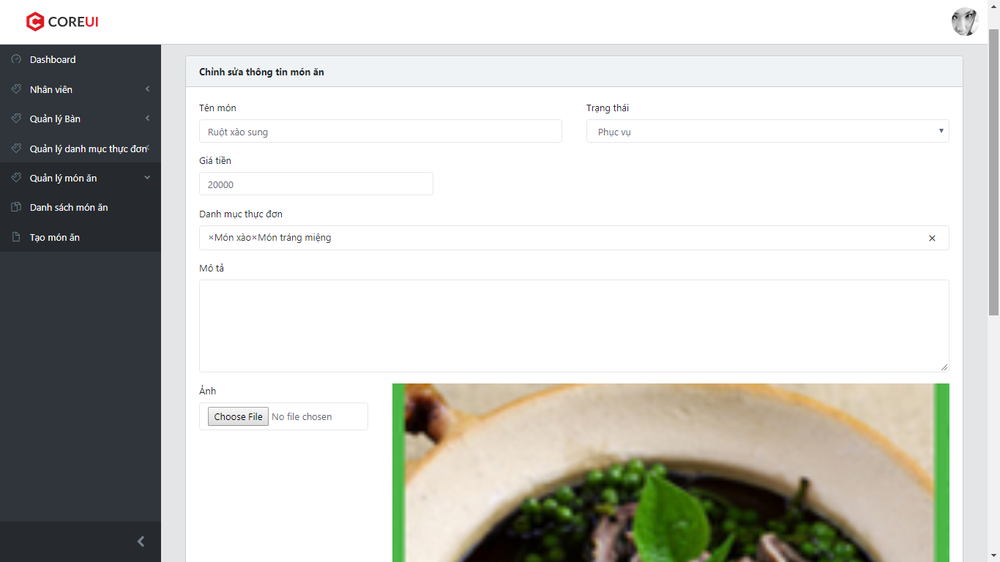 COREUI
Dashboard
Nhân viên
Quản lý Bàn
Quản lý danh mục thực đơn
Quản lý món ăn
Danh sách món ăn
Tạo món ăn
Chỉnh sửa thông tin món ăn
Tên món
Trạng thái
Ruột xào sung
Phục vụ
Giá tiền
20000
Danh mục thực đơn
×Món xào×Món tráng miệng
×
Mô tả
Ảnh
Choose File No file chosen